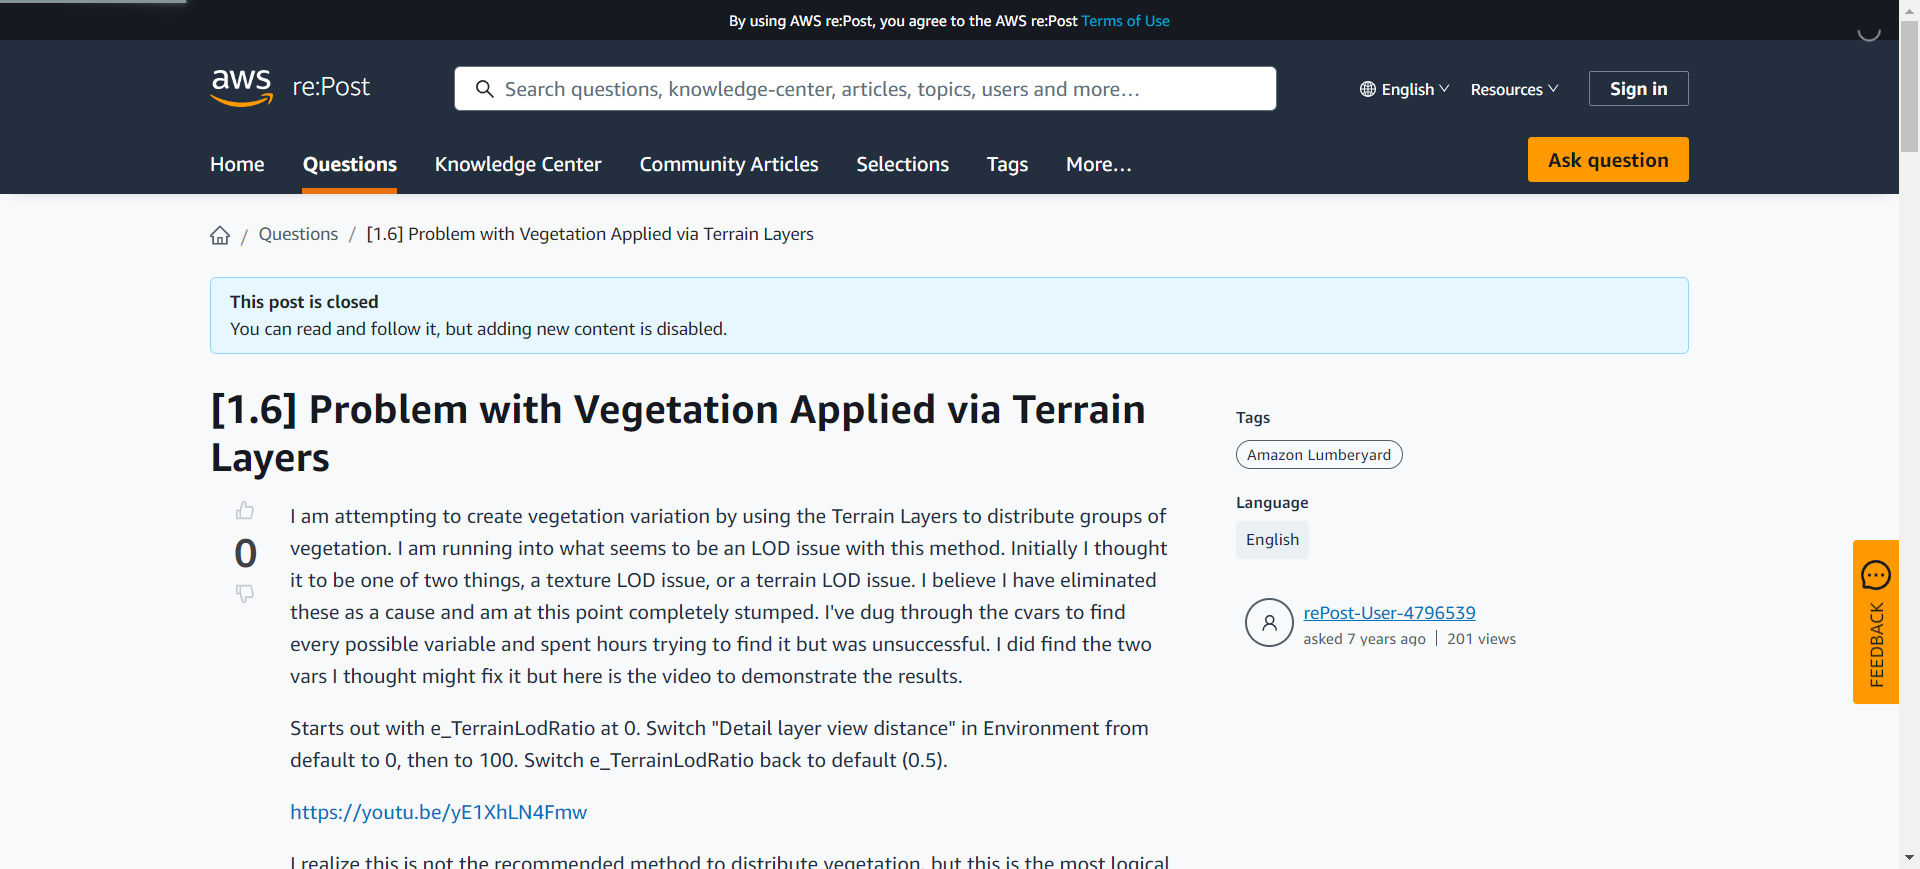 By using AWS re:Post, you agree to the AWS re:Post Terms of Use
aws re:Post
Search questions, knowledge-center, articles, topics, users and more...
English
Resources
Sign in
Home
Questions
Knowledge Center
Community Articles
Selections
Tags
More...
Ask question
/ Questions / [1.6] Problem with Vegetation Applied via Terrain Layers
This post is closed
You can read and follow it, but adding new content is disabled.
[1.6] Problem with Vegetation Applied via Terrain
Layers
0
I am attempting to create vegetation variation by using the Terrain Layers to distribute groups of
vegetation. I am running into what seems to be an LOD issue with this method. Initially I thought
it to be one of two things, a texture LOD issue, or a terrain LOD issue. I believe I have eliminated
these as a cause and am at this point completely stumped. I've dug through the cvars to find
every possible variable and spent hours trying to find it but was unsuccessful. I did find the two
vars I thought might fix it but here is the video to demonstrate the results.
Starts out with e_TerrainLodRatio at 0. Switch "Detail layer view distance" in Environment from
default to 0, then to 100. Switch e_TerrainLodRatio back to default (0.5).
https://youtu.be/yE1XhLN4Fmw
I realize this is not the recommended method to distribute vegetation, but this is the most logical
Tags
Amazon Lumberyard
Language
English
rePost-User-4796539
asked 7 years ago | 201 views
FEEDBACK